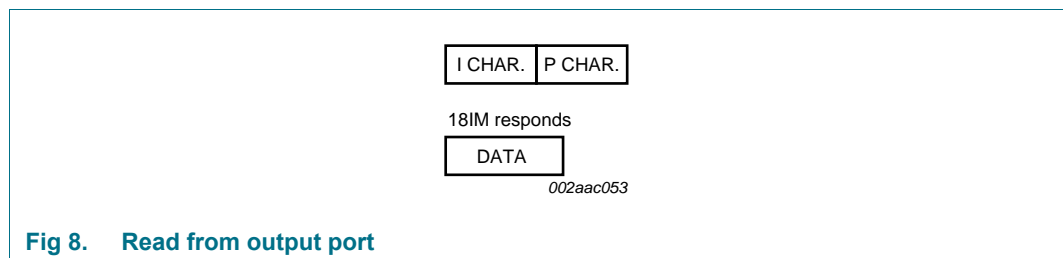 I CHAR. P CHAR.
18IM responds
DATA
002aac053
Fig 8. Read from output port